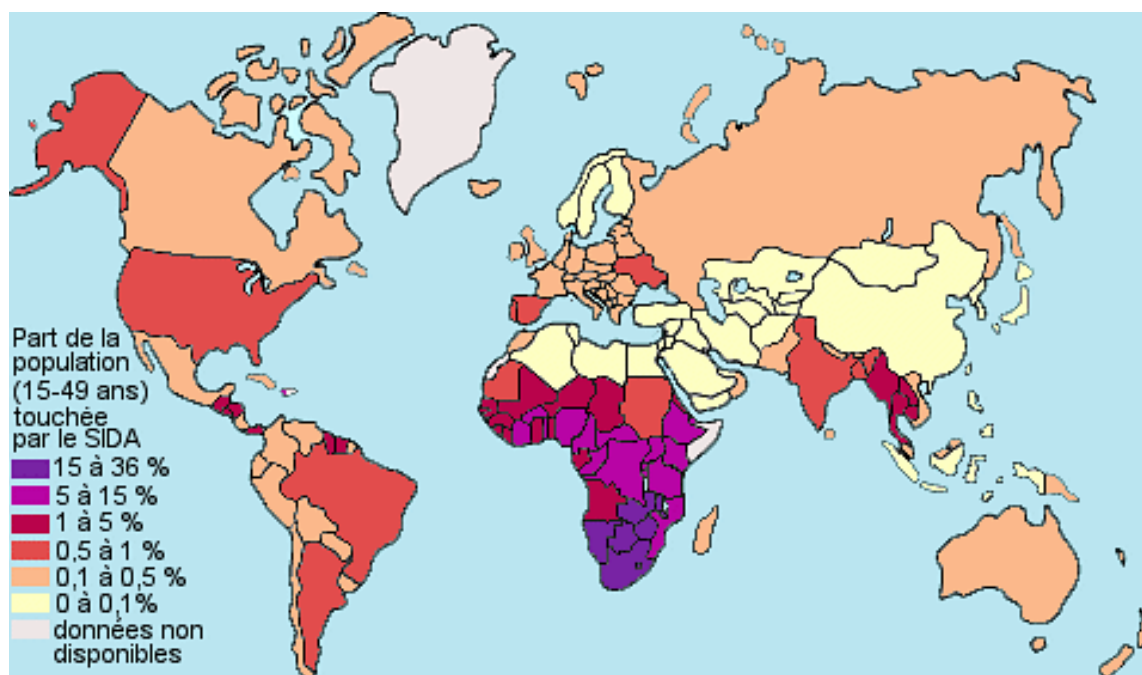 Part de la
population
(15-49 ans)
touchée
par le SIDA
15 à 36 %
5 à 15 %
1 à 5 %
0,5 à 1 %
0,1 à 0,5 %
0 à 0,1%
données non
disponibles